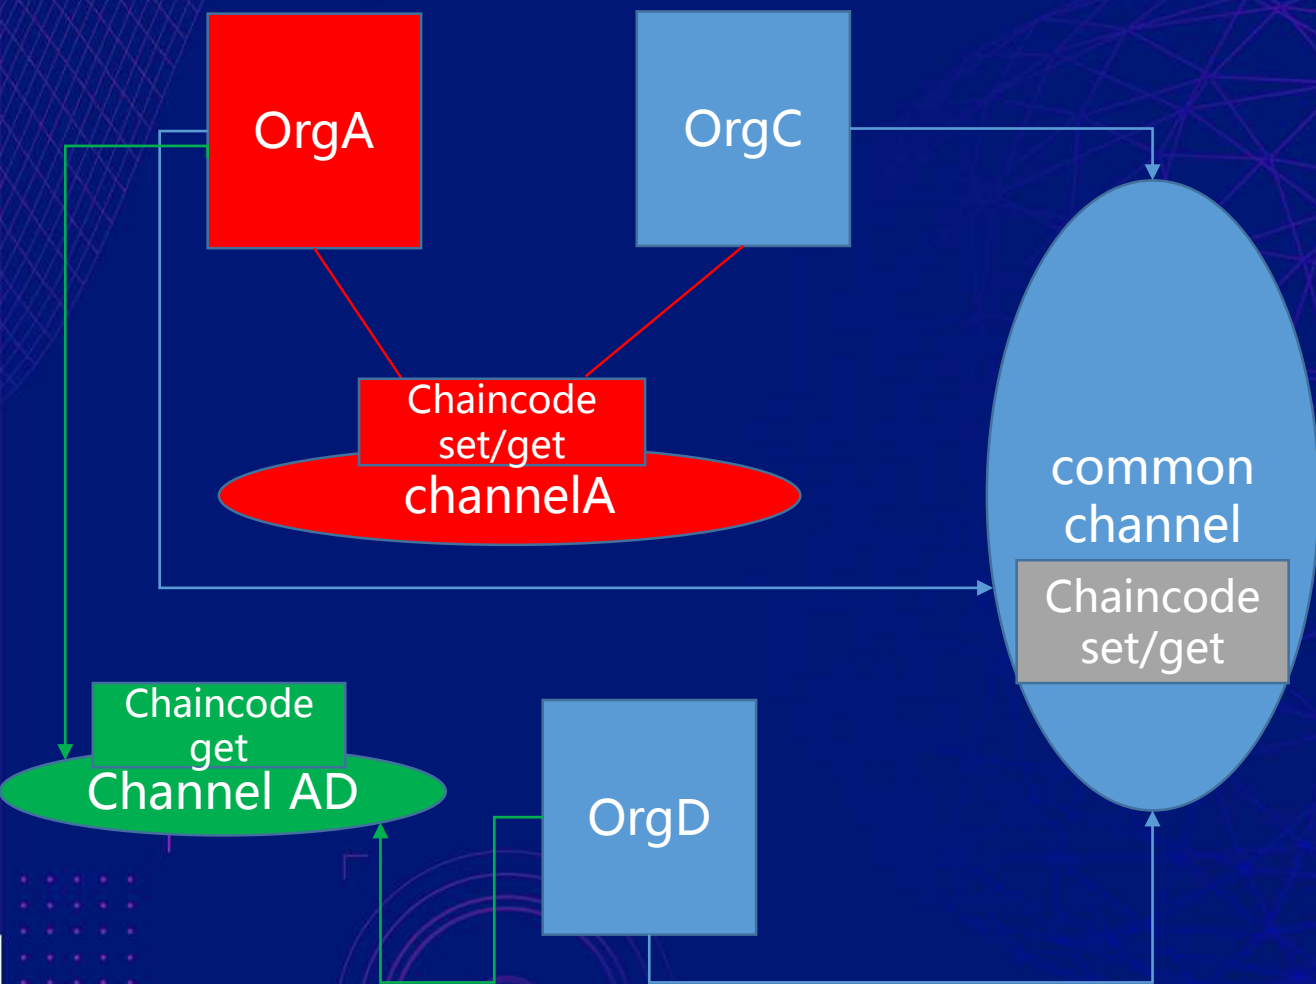 OrgA
OrgC
Chaincode
set/get
channelA
common
channel
Chaincode
set/get
Chaincode
get
Channel AD
OrgD